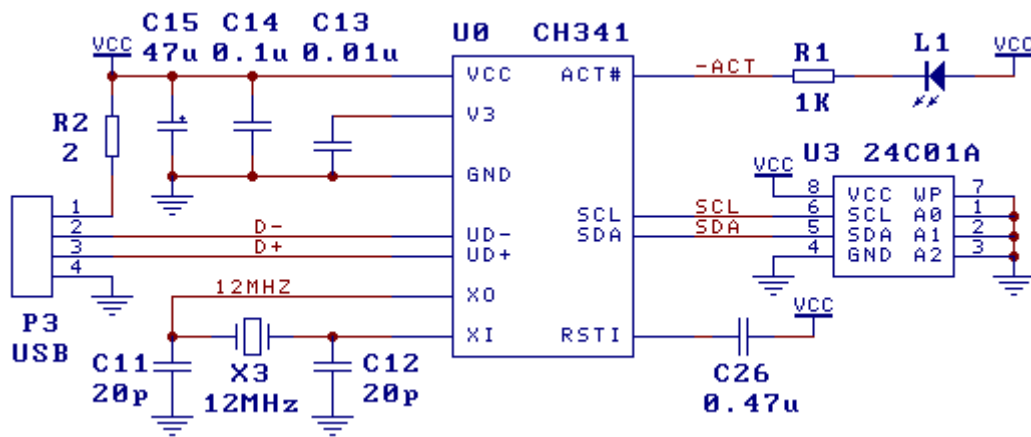 C15 C14 C13
47u 0.1u 0.01u
VCC
R2
2
U0 CH341
VCC
V3
GND
UD-
UD+
XO
XI
ACT#
SCL
SDA
RSTI
-ACT
R1
1K
L1
VCC
U3 24C01A
VCC
8 VCC WP 7
6 SCL A0 1
5 SDA A1 2
4 GND A2 3
SCL
SDA
1
2
3
4
D-
D+
12MHZ
P3
USB
C11
20p
X3
12MHz
C12
20p
VCC
C26
0.47u